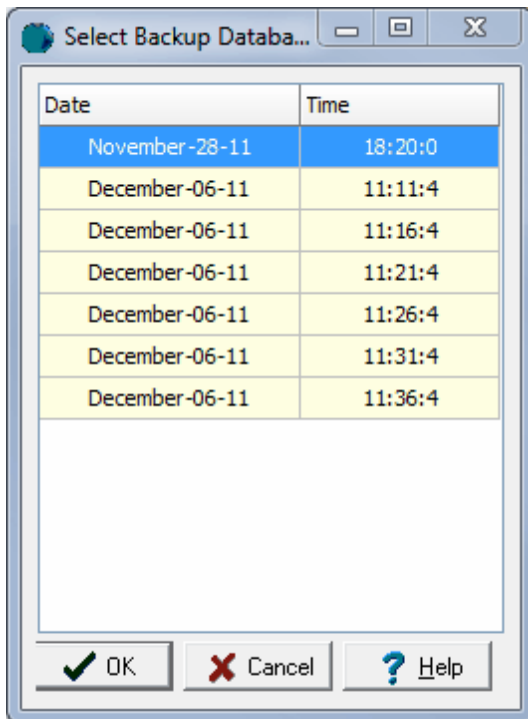 Select Backup Databa...
Date Time
November-28-11 18:20:0
December-06-11 11:11:4
December-06-11 11:16:4
December-06-11 11:21:4
December-06-11 11:26:4
December-06-11 11:31:4
December-06-11 11:36:4
OK Cancel Help